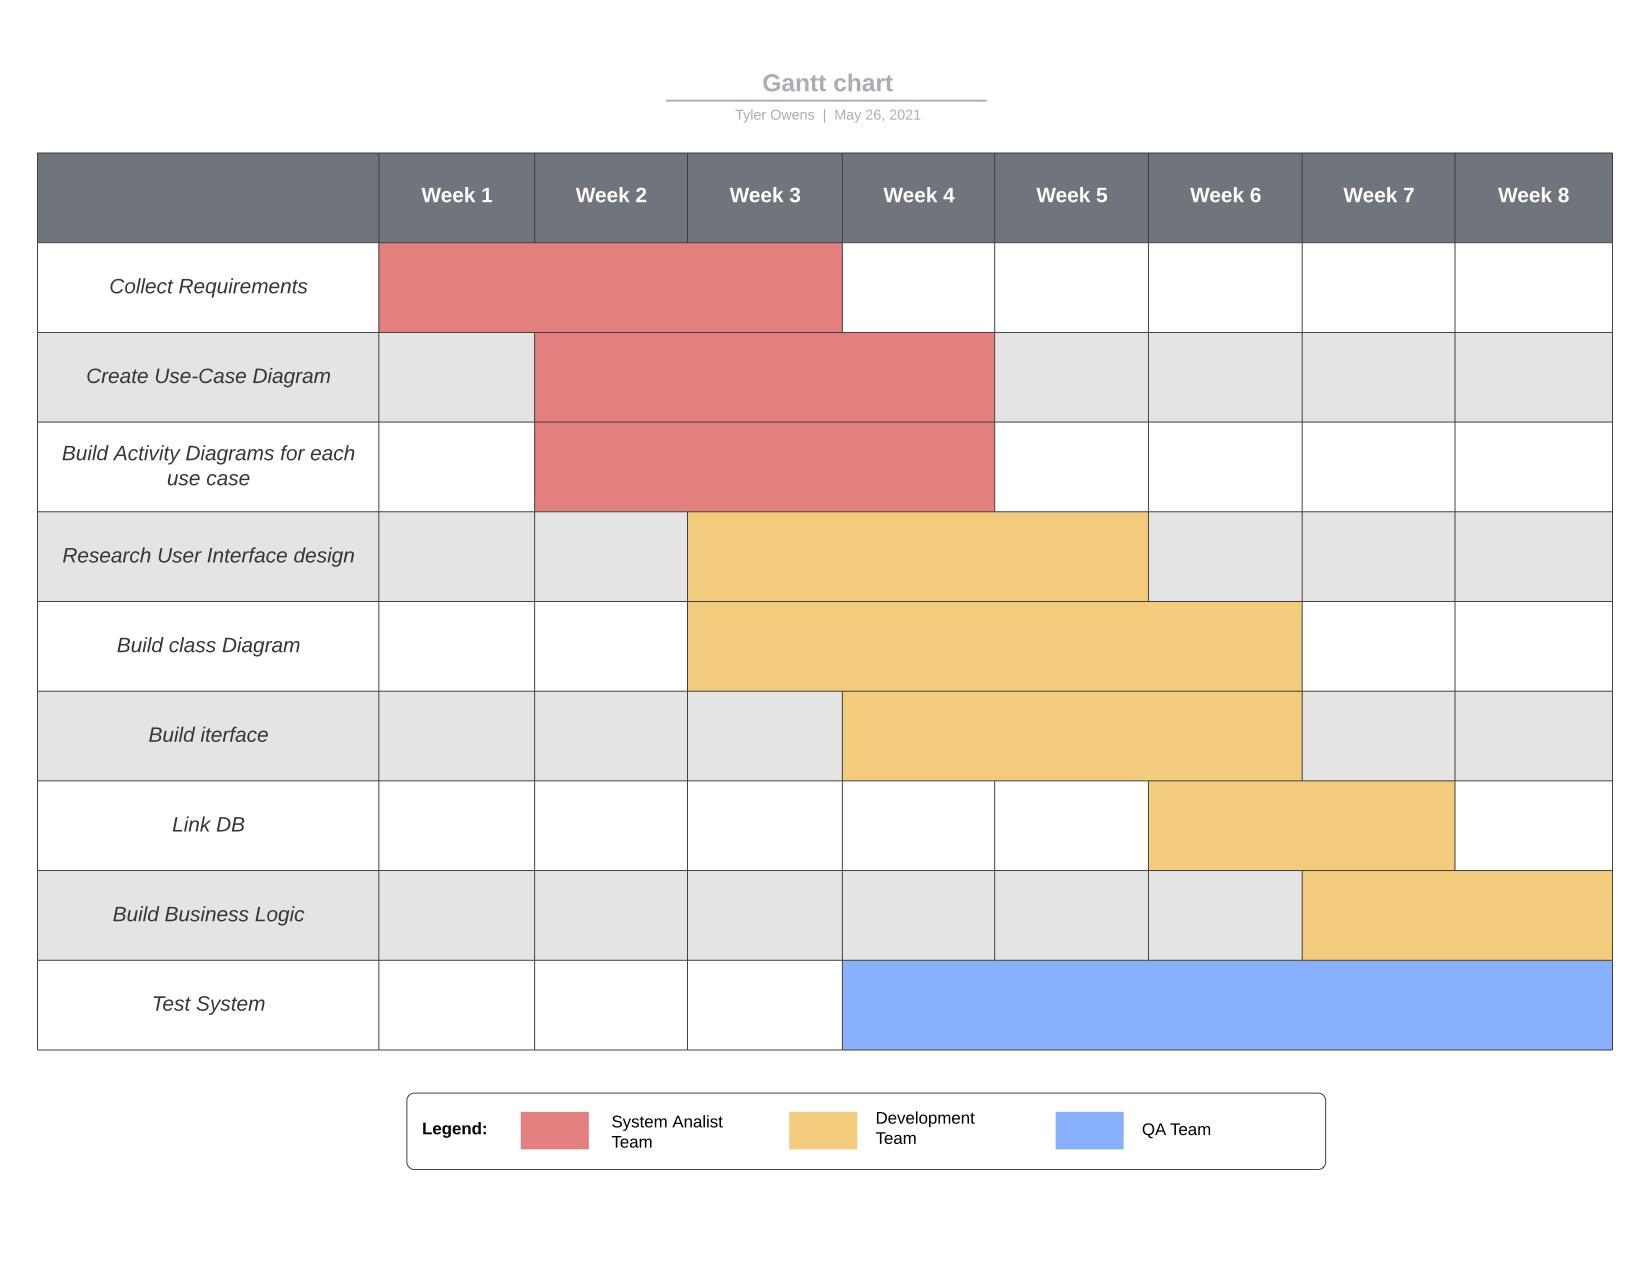 Gantt chart
Tyler Owens | May 26, 2021
Week 1 Week 2 Week 3 Week 4 Week 5 Week 6 Week 7 Week 8
Collect Requirements
Create Use-Case Diagram
Build Activity Diagrams for each
use case
Research User Interface design
Build class Diagram
Build iterface
Link DB
Build Business Logic
Test System
Legend:
System Analist
Team
Development
Team
QA Team